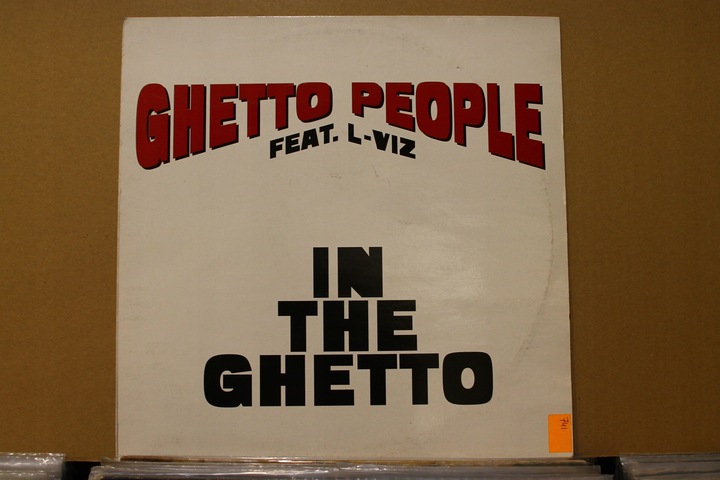 GHETTO PEOPLE
FEAT. L-VIZ
IN
THE
GHETTO